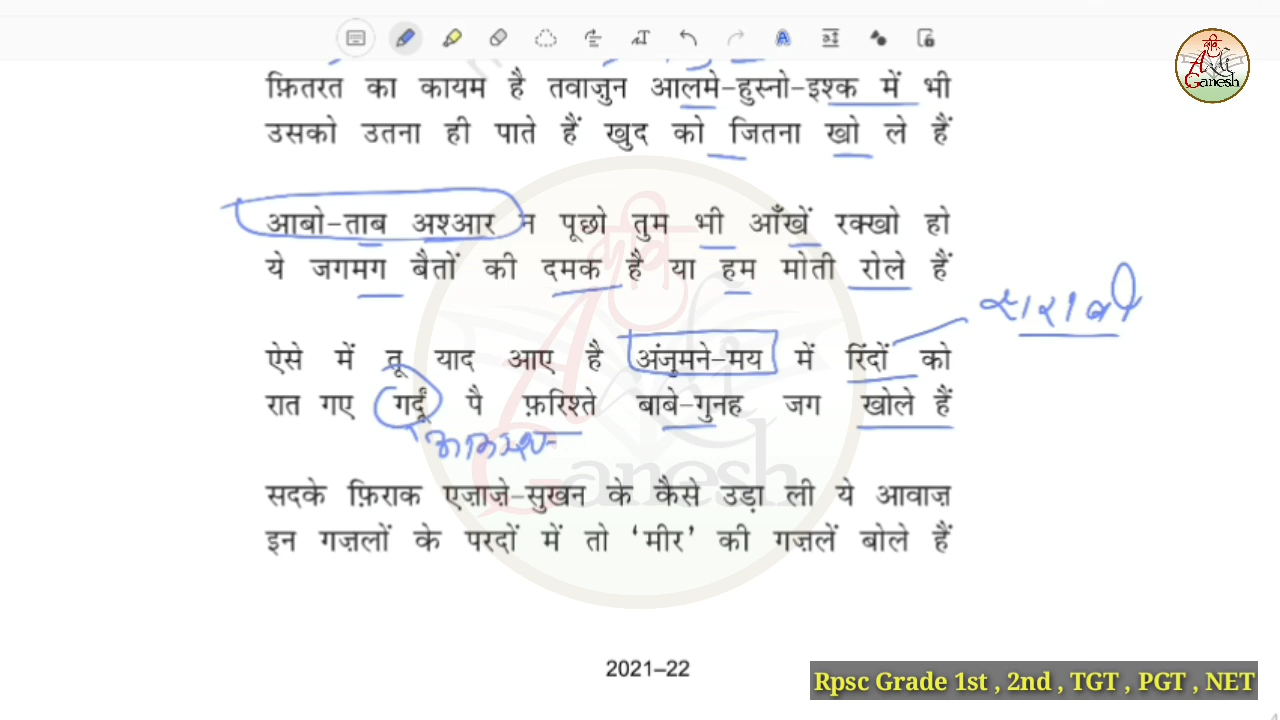 फ़ितरत का कायम है तवाज़ुन आलमे-हुस्नो-इश्क में भी
उसको उतना ही पाते हैं खुद को जितना खो ले हैं
आबो-ताब अश्आर न पूछो तुम भी आँखें रक्खो हो
ये जगमग बैतों की दमक है या हम मोती रोले हैं
ऐसे में तू याद आए है अंजुमने-मय में रिंदों को
रात गए गर्दूं पै फ़रिश्ते बाबे-गुनह जग खोले हैं
सदके फ़िराक एज़ाज़े-सुखन के कैसे उड़ा ली ये आवाज़
इन गज़लों के परदों में तो ‘मीर’ की गज़लें बोले हैं
2021–22
Rpsc Grade 1st , 2nd , TGT , PGT , NET